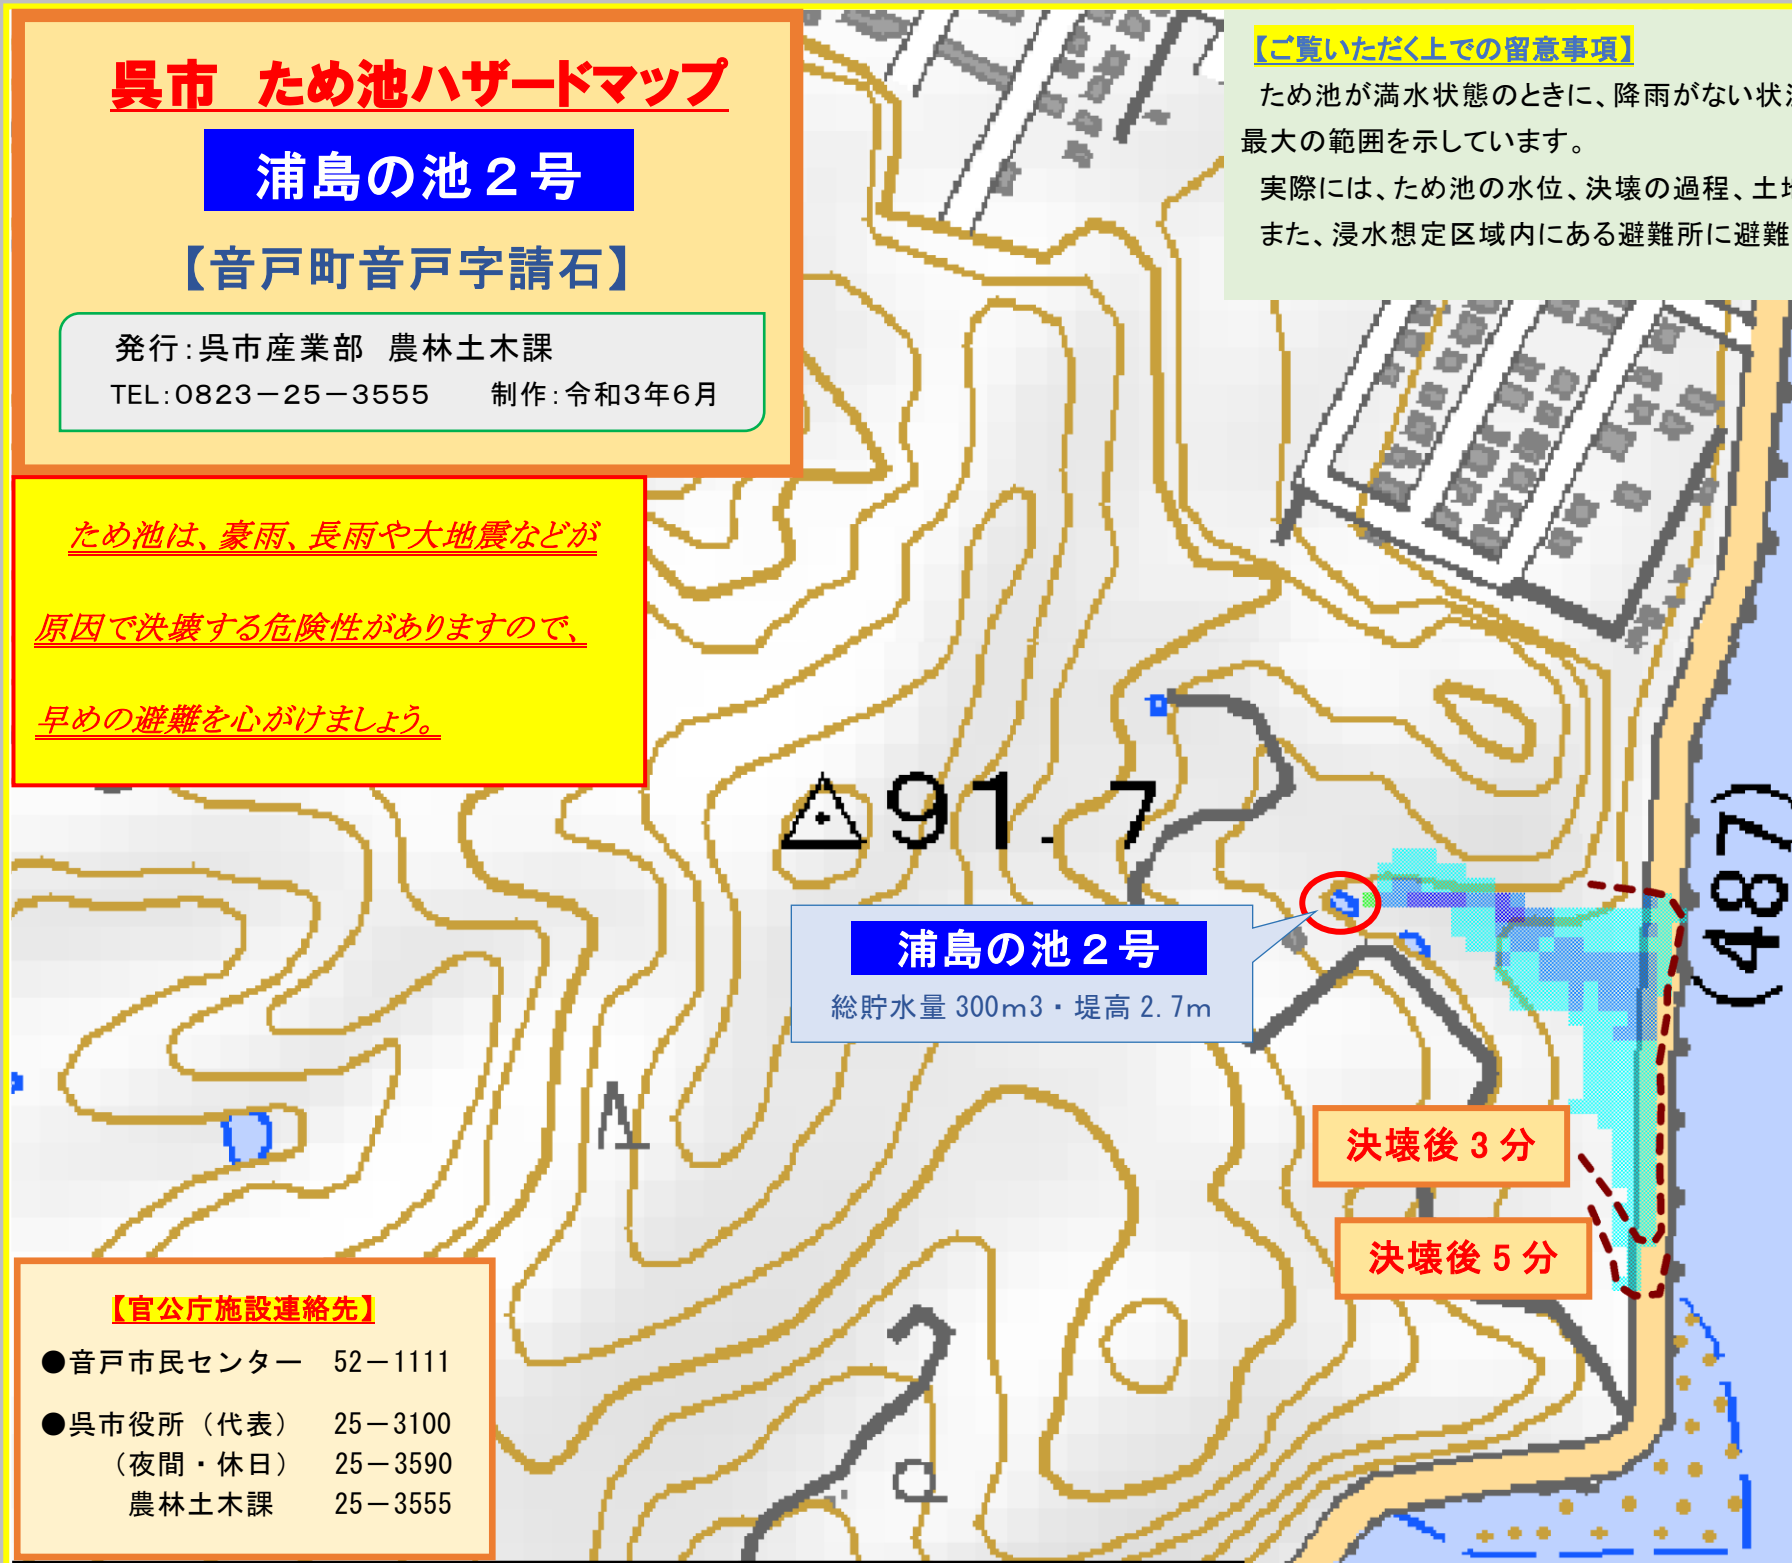 呉市 ため池ハザードマップ
浦島の池２号
【音戸町音戸字請石】
発行：呉市産業部 農林土木課
TEL：０８２３－２５－３５５５ 制作：令和３年６月
ため池は、豪雨、長雨や大地震などが
原因で決壊する危険性がありますので、
早めの避難を心がけましょう。
【ご覧いただく上での留意事項】
ため池が満水状態のときに、降雨がない状
最大の範囲を示しています。
実際には、ため池の水位、決壊の過程、土
また、浸水想定区域内にある避難所に避難
91.7
(487)
浦島の池２号
総貯水量 300ｍ3・堤高 2.7ｍ
決壊後 3 分
決壊後 5 分
【官公庁施設連絡先】
●音戸市民センター 52－1111
●呉市役所（代表） 25－3100
（夜間・休日） 25－3590
農林土木課 25－3555